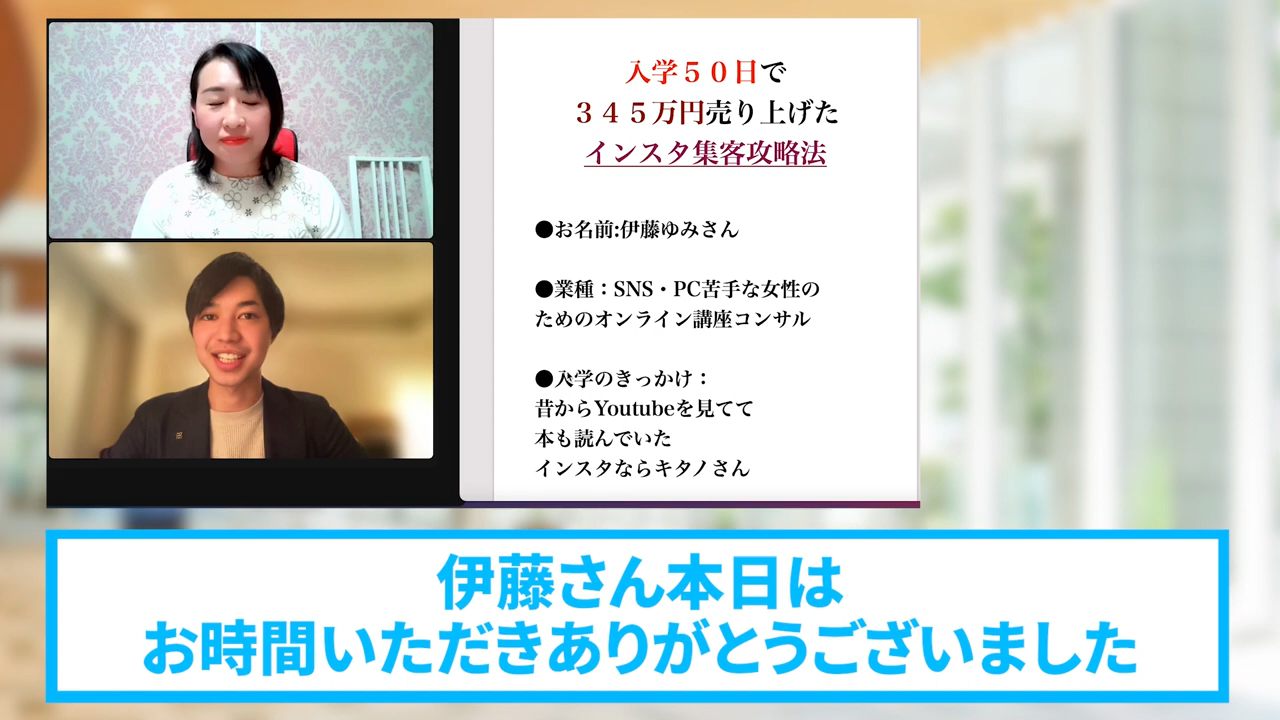 入学５０日で
３４５万円売り上げた
インスタ集客攻略法
●お名前:伊藤ゆみさん
●業種：SNS・PC苦手な女性の
ためのオンライン講座コンサル
●入学のきっかけ：
昔からYoutubeを見てて
本も読んでいた
インスタならキタノさん
伊藤さん本日は
お時間いただきありがとうございました